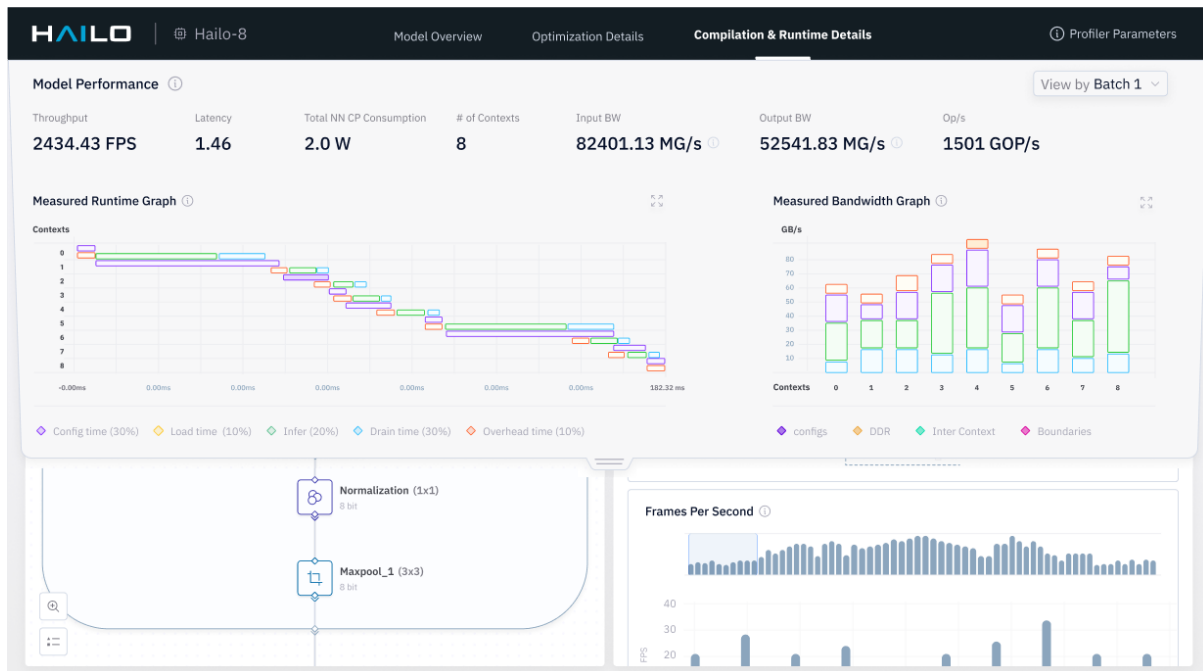 HAILO
Hailo-8
Model Overview
Optimization Details
Compilation & Runtime Details
Profiler Parameters
Model Performance
View by Batch 1
Throughput
Latency
Total NN CP Consumption
# of Contexts
Input BW
Output BW
Op/s
2434.43 FPS
1.46
2.0 W
8
82401.13 MG/s
52541.83 MG/s
1501 GOP/s
Measured Runtime Graph
Contexts
0
1
2
3
4
5
6
7
8
-0.00ms
0.00ms
0.00ms
0.00ms
0.00ms
0.00ms
0.00ms
182.32 ms
Config time (30%)
Load time (10%)
Infer (20%)
Drain time (30%)
Overhead time (10%)
Measured Bandwidth Graph
GB/s
80
70
60
50
40
30
20
10
Contexts
0
1
2
3
4
5
6
7
8
configs
DDR
Inter Context
Boundaries
Normalization (1x1)
8 bit
Maxpool_1 (3x3)
8 bit
Frames Per Second
40
30
20
FPS